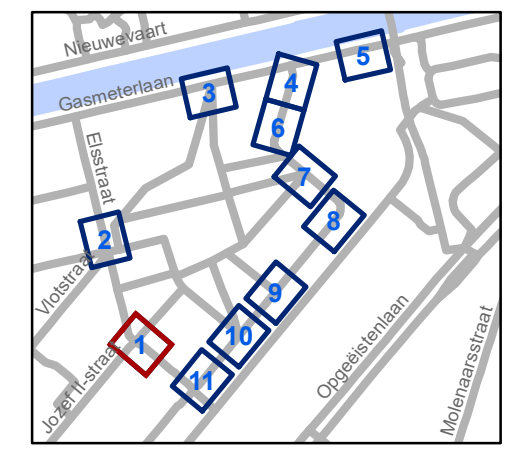 Nieuwevaart
5
4
Gasmeterlaan
3
6
Elsstraat
7
8
2
Vlotstraat
9
10
1
Opgeëistenlaan
Jozef II-straat
11
Molenaarsstraat